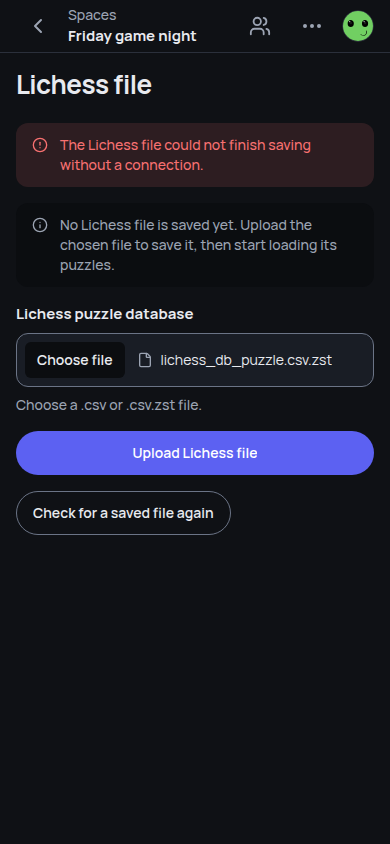 Spaces
Friday game night
Lichess file
The Lichess file could not finish saving
without a connection.
No Lichess file is saved yet. Upload the
chosen file to save it, then start loading its
puzzles.
Lichess puzzle database
Choose file
lichess_db_puzzle.csv.zst
Choose a .csv or .csv.zst file.
Upload Lichess file
Check for a saved file again